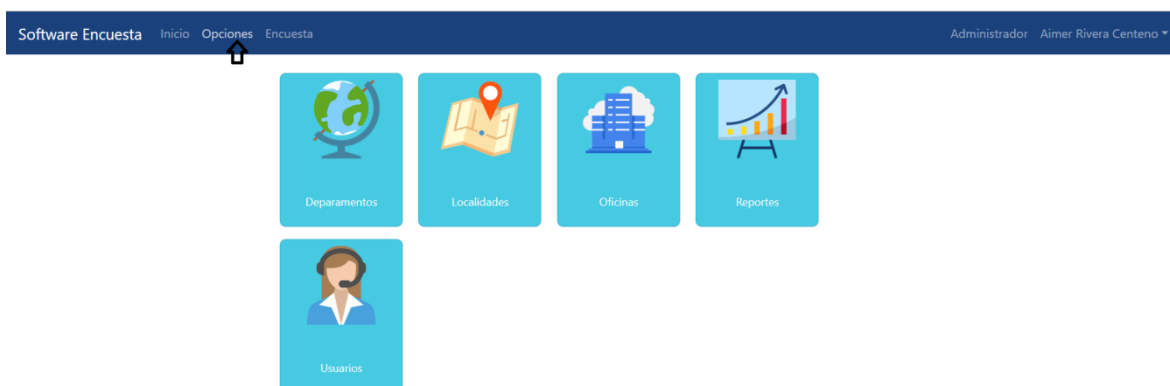 Software Encuesta Inicio Opciones Encuesta Administrador Aimer Rivera Centeno
Deparamentos Localidades Oficinas Reportes
Usuarios